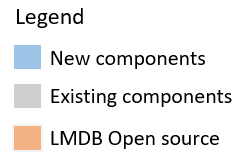 Legend
New components
Existing components
LMDB Open source